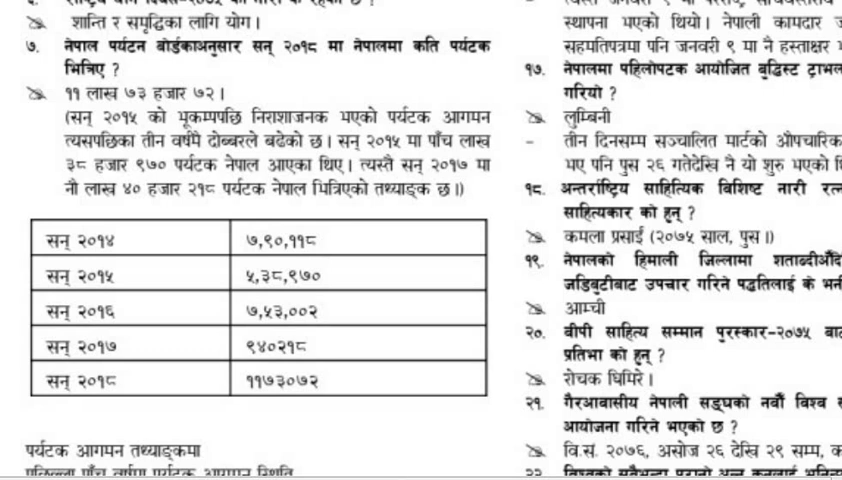 शान्ति र समृद्धिका लागि योग।
७. नेपाल पर्यटन बोर्डकाअनुसार सन् २०१८ मा नेपालमा कति पर्यटक
भित्रिए ?
११ लाख ७३ हजार ७२।
(सन् २०१५ को भूकम्पपछि निराशाजनक भएको पर्यटक आगमन
त्यसपछिका तीन वर्षमै दोब्बरले बढेको छ। सन् २०१५ मा पाँच लाख
३८ हजार ९७० पर्यटक नेपाल आएका थिए। त्यस्तै सन् २०१७ मा
नौ लाख ४० हजार २१८ पर्यटक नेपाल भित्रिएको तथ्याङ्क छ।)
सन् २०१४ ७,९०,११८
सन् २०१५ ५,३८,९७०
सन् २०१६ ७,५३,००२
सन् २०१७ ९४०२१८
सन् २०१८ ११७३०७२
पर्यटक आगमन तथ्याङ्कमा
पछिल्ला पाँच वर्षमा पर्यटक आगमन स्थिति
स्थापना भएको थियो। नेपाली कामदार
सहमतिपत्रमा पनि जनवरी ९ मा नै हस्ताक्षर
१७. नेपालमा पहिलोपटक आयोजित बुद्धिस्ट ट्राभल
गरियो ?
लुम्बिनी
– तीन दिनसम्म सञ्चालित मार्टको औपचारिक
भए पनि पुस २६ गतेदेखि नै यो शुरु भएको
१८. अन्तर्राष्ट्रिय साहित्यिक बिशिष्ट नारी
साहित्यकार को हुन् ?
कमला प्रसाईं (२०७५ साल, पुस।)
१९. नेपालको हिमाली जिल्लामा शताब्दीऔंदे
जडिबुटीबाट उपचार गरिने पद्धतिलाई के
आम्ची
२०. बीपी साहित्य सम्मान पुरस्कार-२०७५
प्रतिभा को हुन् ?
रोचक घिमिरे।
२१. गैरआवासीय नेपाली सङ्घको नवौं विश्व
आयोजना गरिने भएको छ ?
वि.सं. २०७६, असोज २६ देखि २९ सम्म,